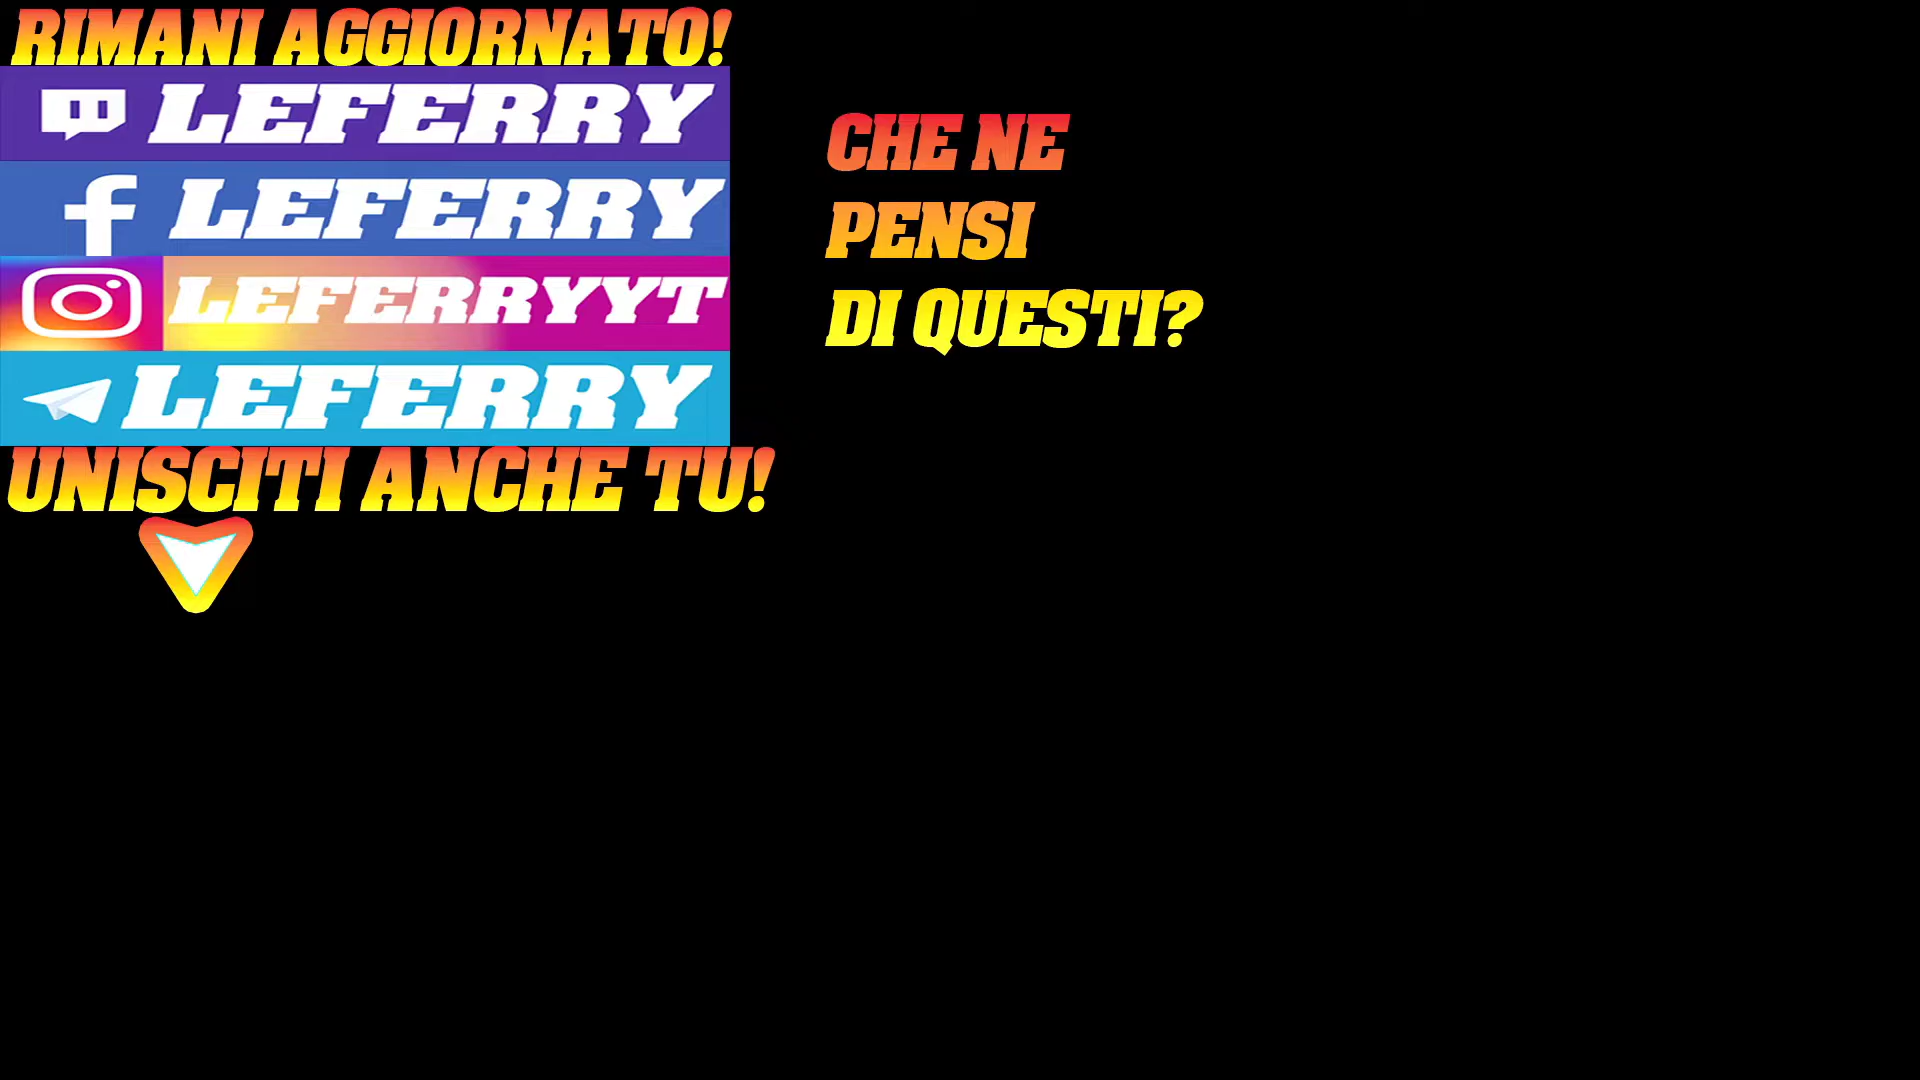 RIMANI AGGIORNATO!
LEFERRY
LEFERRY
LEFERRYYT
LEFERRY
UNISCITI ANCHE TU!
CHE NE
PENSI
DI QUESTI?